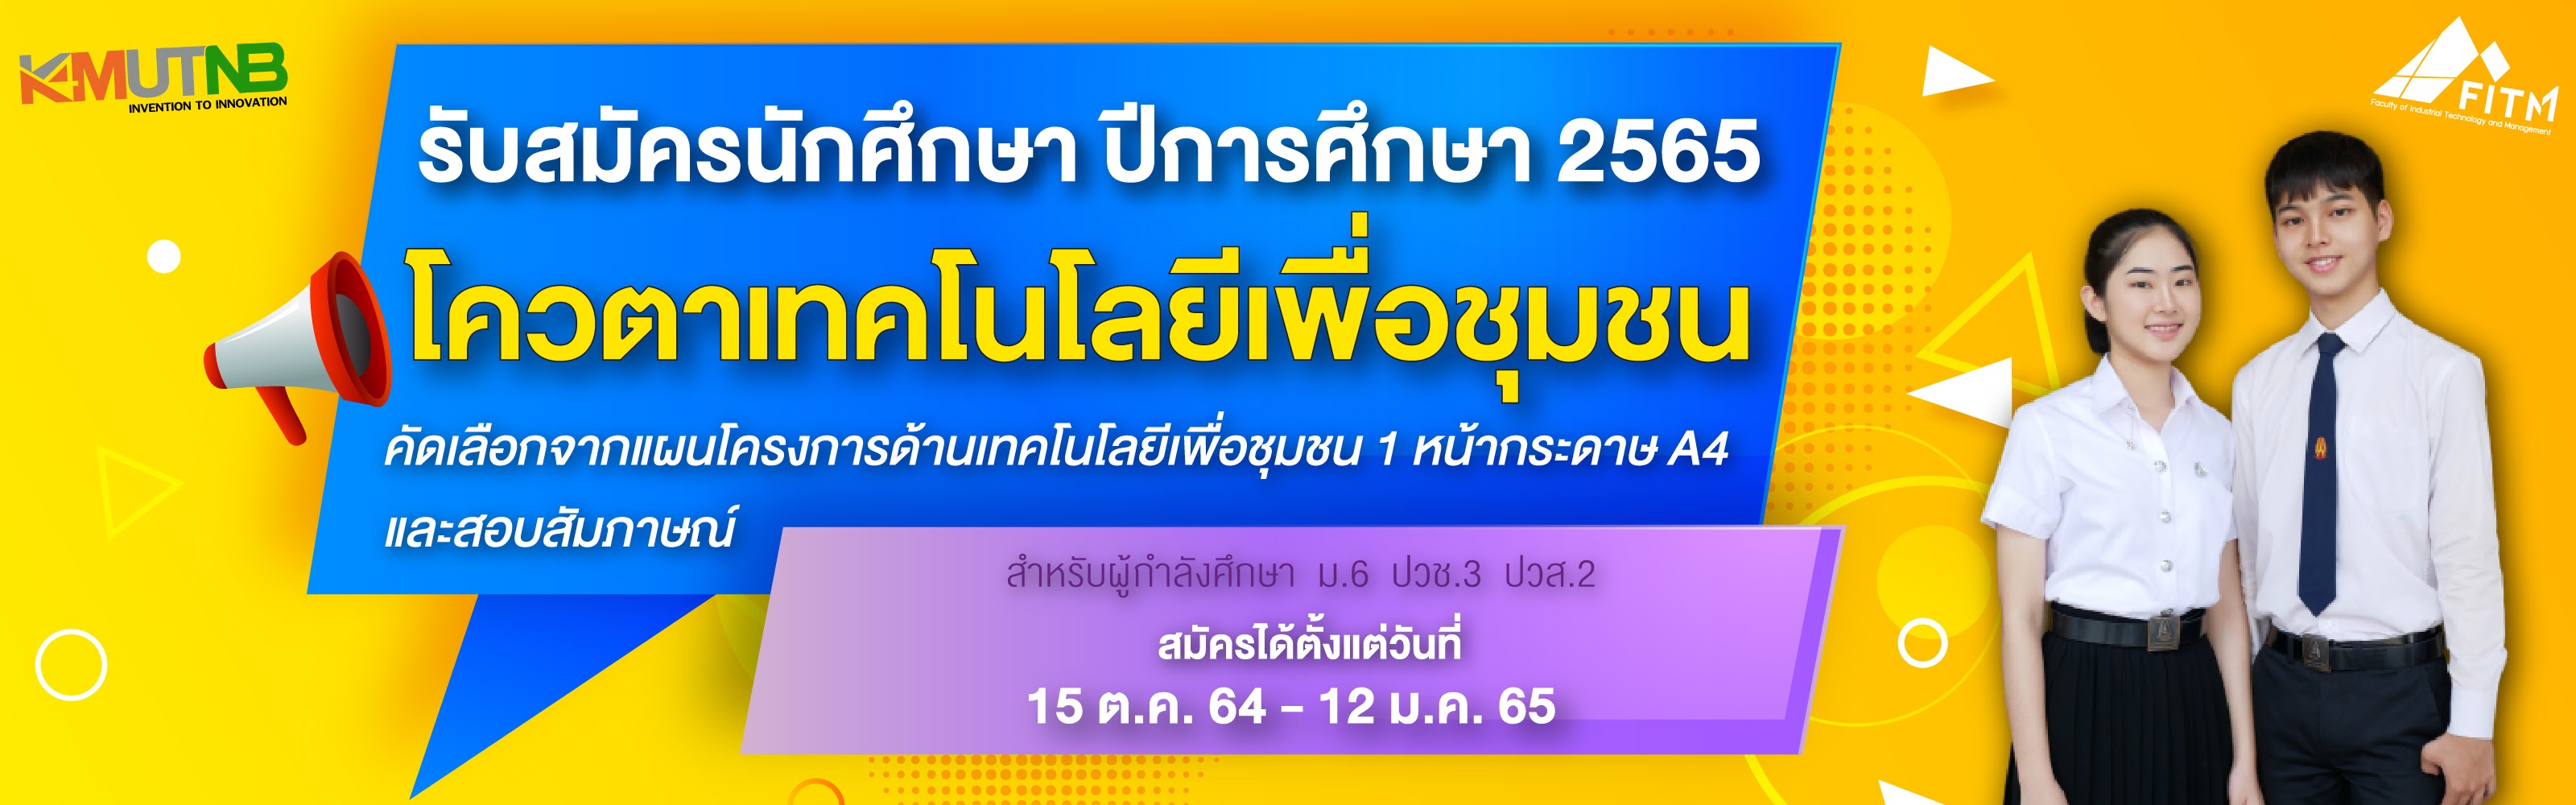 KMUTNB
INVENTION TO INNOVATION
FITM
Faculty of Industrial Technology and Management
รับสมัครนักศึกษา ปีการศึกษา 2565
โควตาเทคโนโลยีเพื่อชุมชน
คัดเลือกจากแผนโครงการด้านเทคโนโลยีเพื่อชุมชน 1 หน้ากระดาษ A4
และสอบสัมภาษณ์
สำหรับผู้กำลังศึกษา ม.6 ปวช.3 ปวส.2
สมัครได้ตั้งแต่วันที่
15 ต.ค. 64 - 12 ม.ค. 65